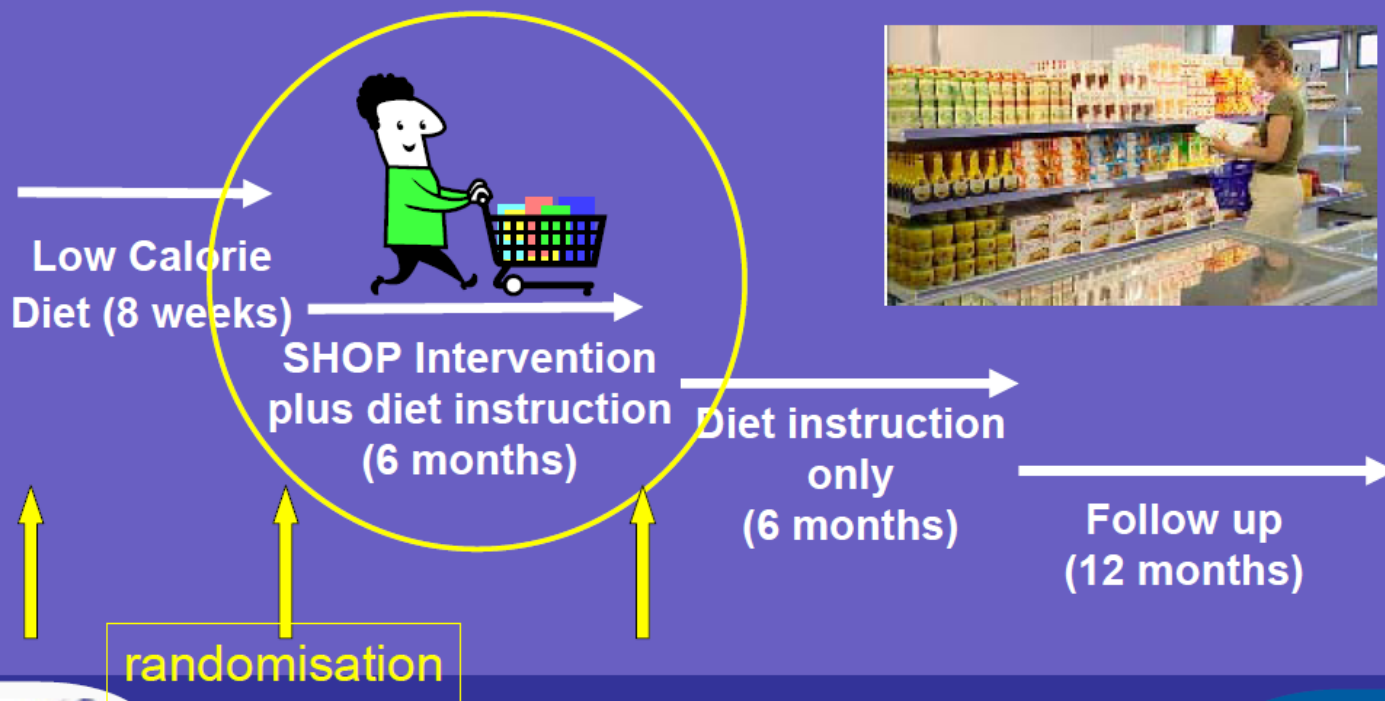 Low Calorie
Diet (8 weeks)
SHOP Intervention
plus diet instruction
(6 months)
Diet instruction
only
(6 months)
Follow up
(12 months)
randomisation